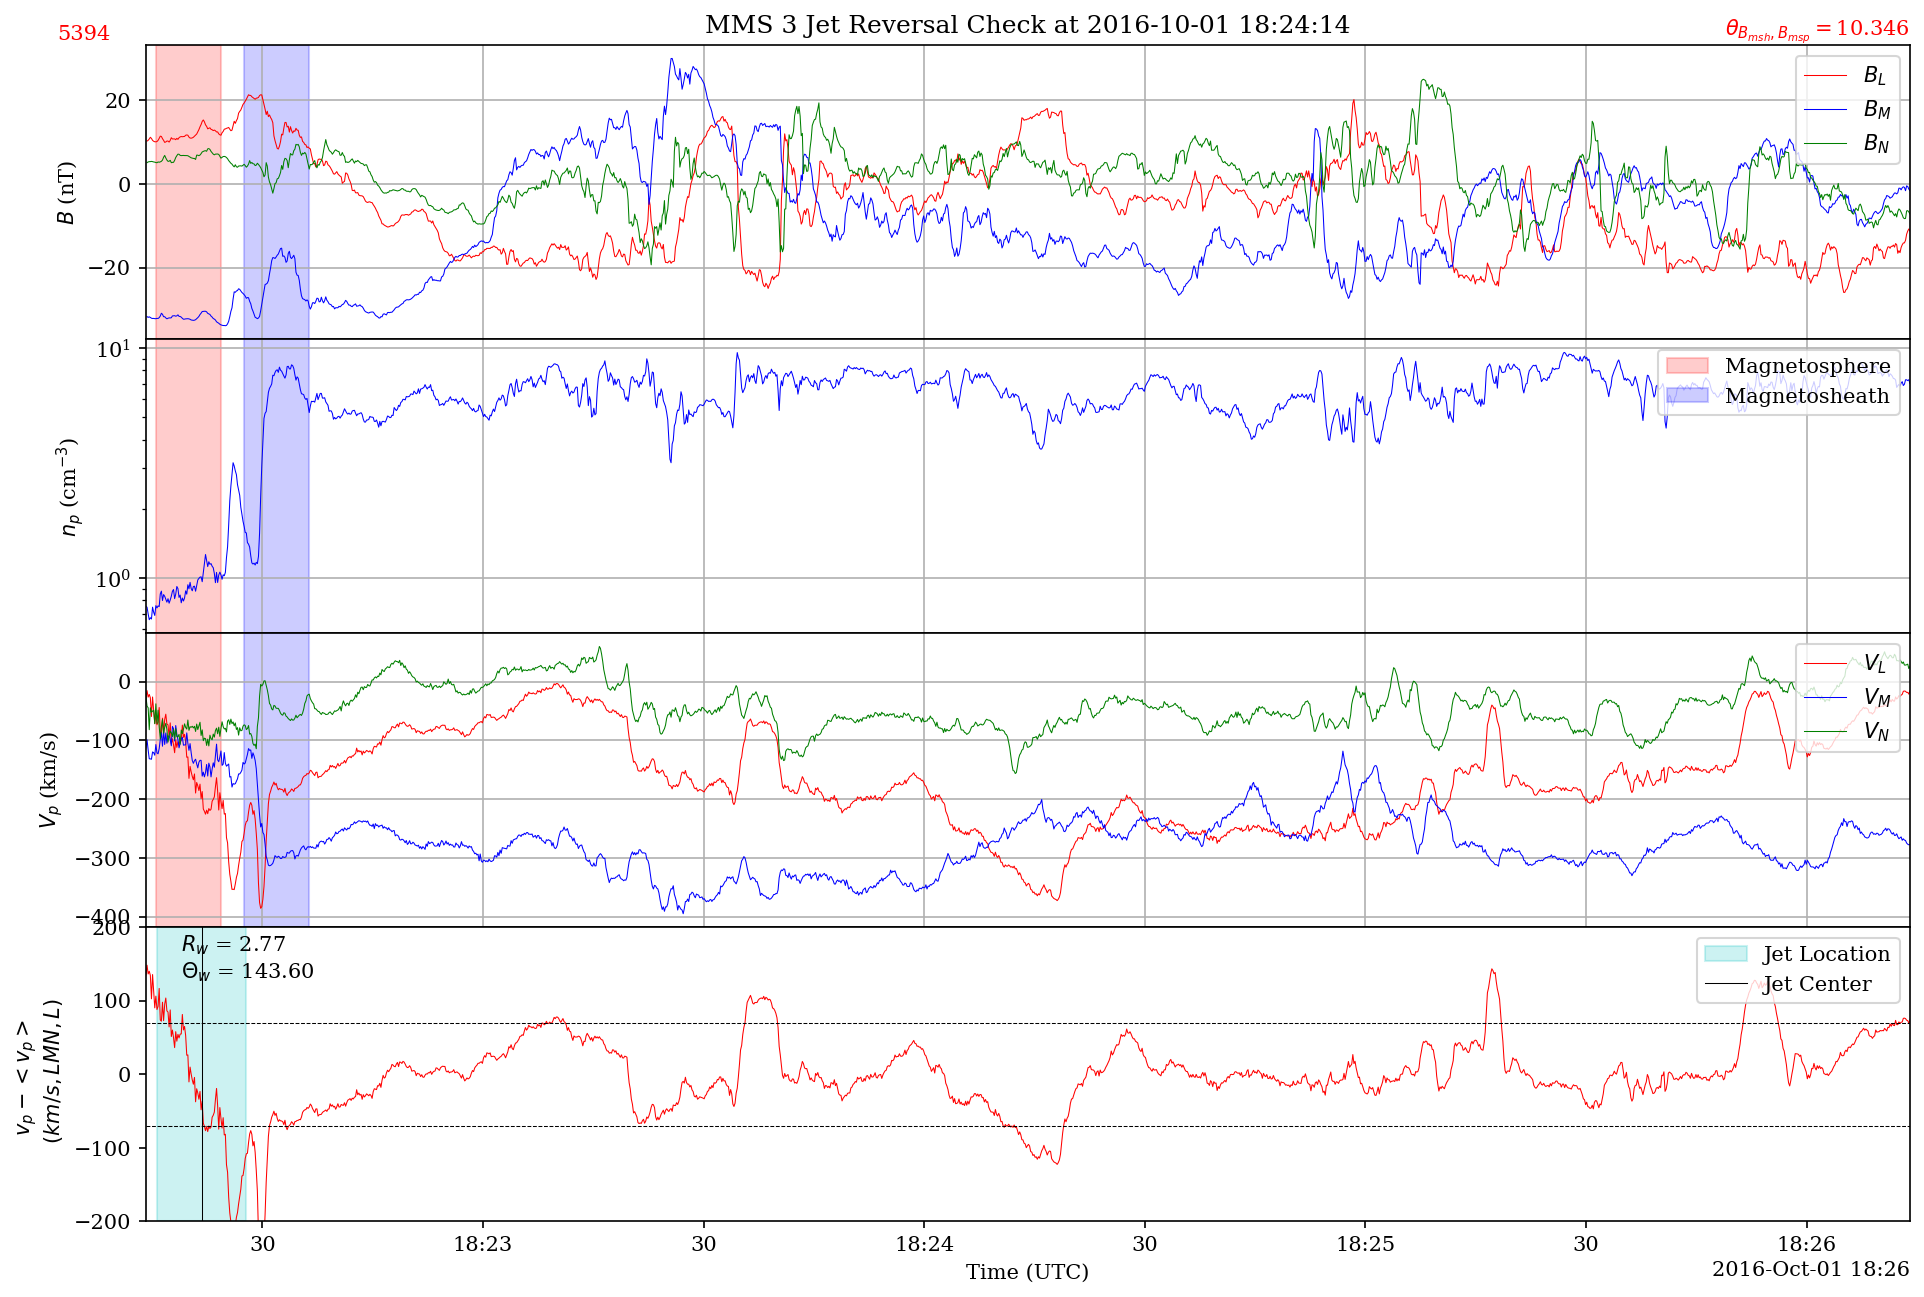 MMS 3 Jet Reversal Check at 2016-10-01 18:24:14
5394
θ_{B_{msh}, B_{msp}} = 10.346
B (nT)
20
0
−20
B_L
B_M
B_N
n_p (cm⁻³)
10¹
10⁰
Magnetosphere
Magnetosheath
V_p (km/s)
0
−100
−200
−300
−400
V_L
V_M
V_N
v_p − < v_p >
(km/s, LMN, L)
200
100
0
−100
−200
R_w = 2.77
Θ_w = 143.60
Jet Location
Jet Center
30 18:23 30 18:24 30 18:25 30 18:26
Time (UTC)
2016-Oct-01 18:26